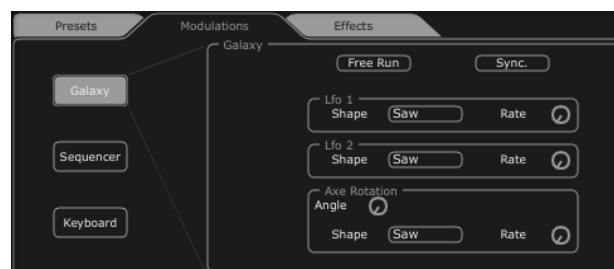 Presets Modulations Effects
Galaxy
Free Run Sync.
Galaxy
Lfo 1
Shape Saw Rate
Lfo 2
Sequencer
Shape Saw Rate
Axe Rotation
Angle
Keyboard
Shape Saw Rate